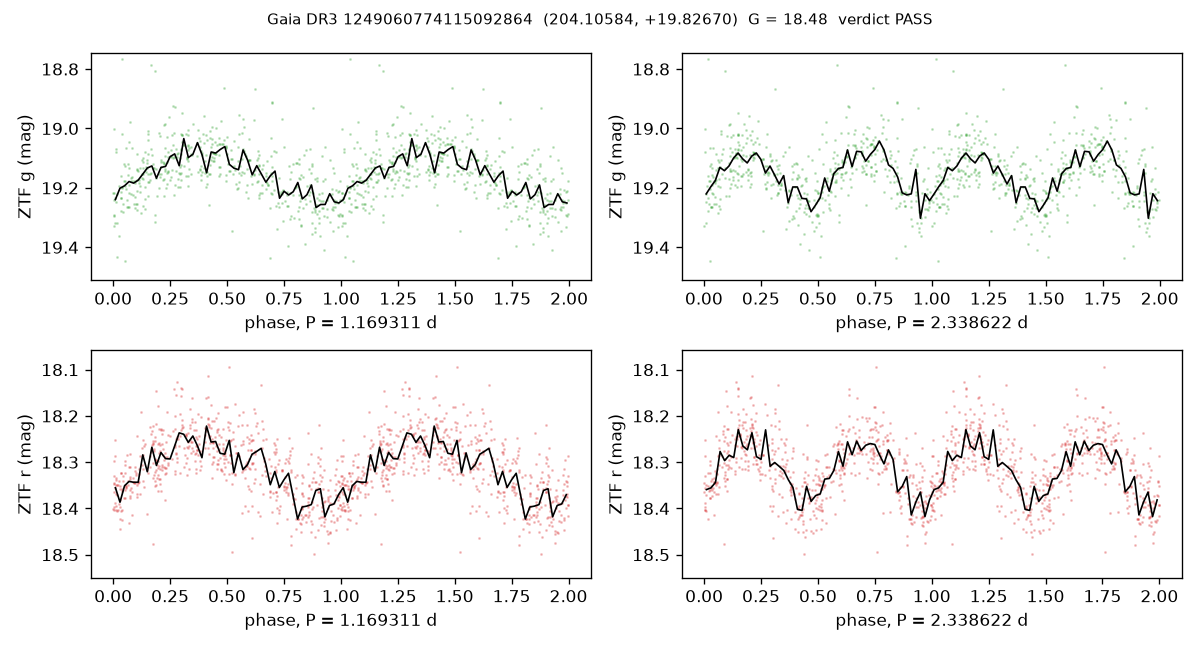 Gaia DR3 1249060774115092864  (204.10584, +19.82670)  G = 18.48  verdict PASS
ZTF g (mag)
18.8
19.0
19.2
19.4
0.00 0.25 0.50 0.75 1.00 1.25 1.50 1.75 2.00
phase, P = 1.169311 d
ZTF g (mag)
18.8
19.0
19.2
19.4
0.00 0.25 0.50 0.75 1.00 1.25 1.50 1.75 2.00
phase, P = 2.338622 d
ZTF r (mag)
18.1
18.2
18.3
18.4
18.5
0.00 0.25 0.50 0.75 1.00 1.25 1.50 1.75 2.00
phase, P = 1.169311 d
ZTF r (mag)
18.1
18.2
18.3
18.4
18.5
0.00 0.25 0.50 0.75 1.00 1.25 1.50 1.75 2.00
phase, P = 2.338622 d